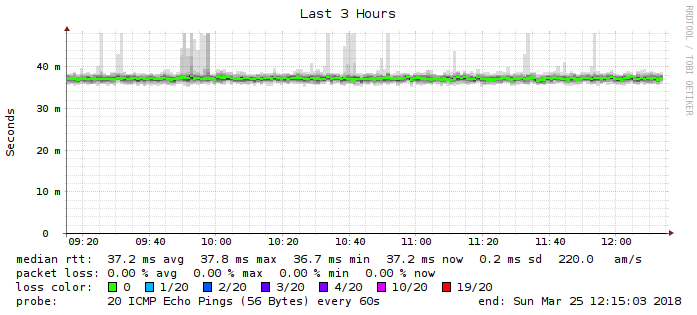 Last 3 Hours
RRDTOOL / TOBI OETIKER
Seconds
40 m
30 m
20 m
10 m
0
09:20 09:40 10:00 10:20 10:40 11:00 11:20 11:40 12:00
median rtt: 37.2 ms avg 37.8 ms max 36.7 ms min 37.2 ms now 0.2 ms sd 220.0 am/s
packet loss: 0.00 % avg 0.00 % max 0.00 % min 0.00 % now
loss color: 0 1/20 2/20 3/20 4/20 10/20 19/20
probe: 20 ICMP Echo Pings (56 Bytes) every 60s end: Sun Mar 25 12:15:03 2018